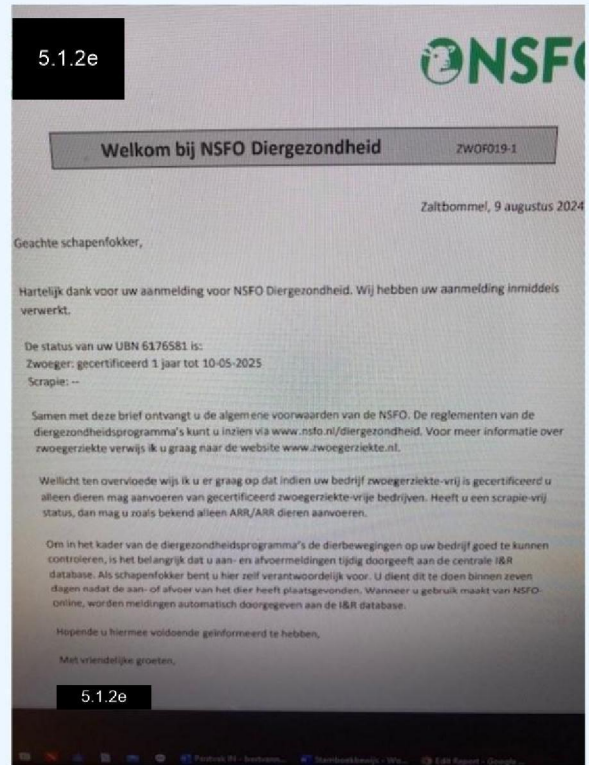 5.1.2e
NSFO
Welkom bij NSFO Diergezondheid ZWOF019-1
Zaltbommel, 9 augustus 2024
Geachte schapenfokker,
Hartelijk dank voor uw aanmelding voor NSFO Diergezondheid. Wij hebben uw aanmelding inmiddels
verwerkt.
De status van uw UBN 6176581 is:
Zwoeger: gecertificeerd 1 jaar tot 10-05-2025
Scrapie: --
Samen met deze brief ontvangt u de algemene voorwaarden van de NSFO. De reglementen van de
diergezondheidsprogramma's kunt u inzien via www.nsfo.nl/diergezondheid. Voor meer informatie over
zwoegerziekte verwijs ik u graag naar de website www.zwoegerziekte.nl.
Wellicht ten overvloede wijs ik u er graag op dat indien uw bedrijf zwoegerziekte-vrij is gecertificeerd u
alleen dieren mag aanvoeren van gecertificeerd zwoegerziekte-vrije bedrijven. Heeft u een scrapie-vrij
status, dan mag u zoals bekend alleen ARR/ARR dieren aanvoeren.
Om in het kader van de diergezondheidsprogramma's de dierbewegingen op uw bedrijf goed te kunnen
controleren, is het belangrijk dat u aan- en afvoermeldingen tijdig doorgeeft aan de centrale I&R
database. Als schapenfokker bent u hier zelf verantwoordelijk voor. U dient dit te doen binnen zeven
dagen nadat de aan- of afvoer van het dier heeft plaatsgevonden. Wanneer u gebruik maakt van NSFO-
online, worden meldingen automatisch doorgegeven aan de I&R database.
Hopende u hiermee voldoende geïnformeerd te hebben,
Met vriendelijke groeten,
5.1.2e
Postvak IN - Stamboekbewijs - Wo... Edit Report - Google